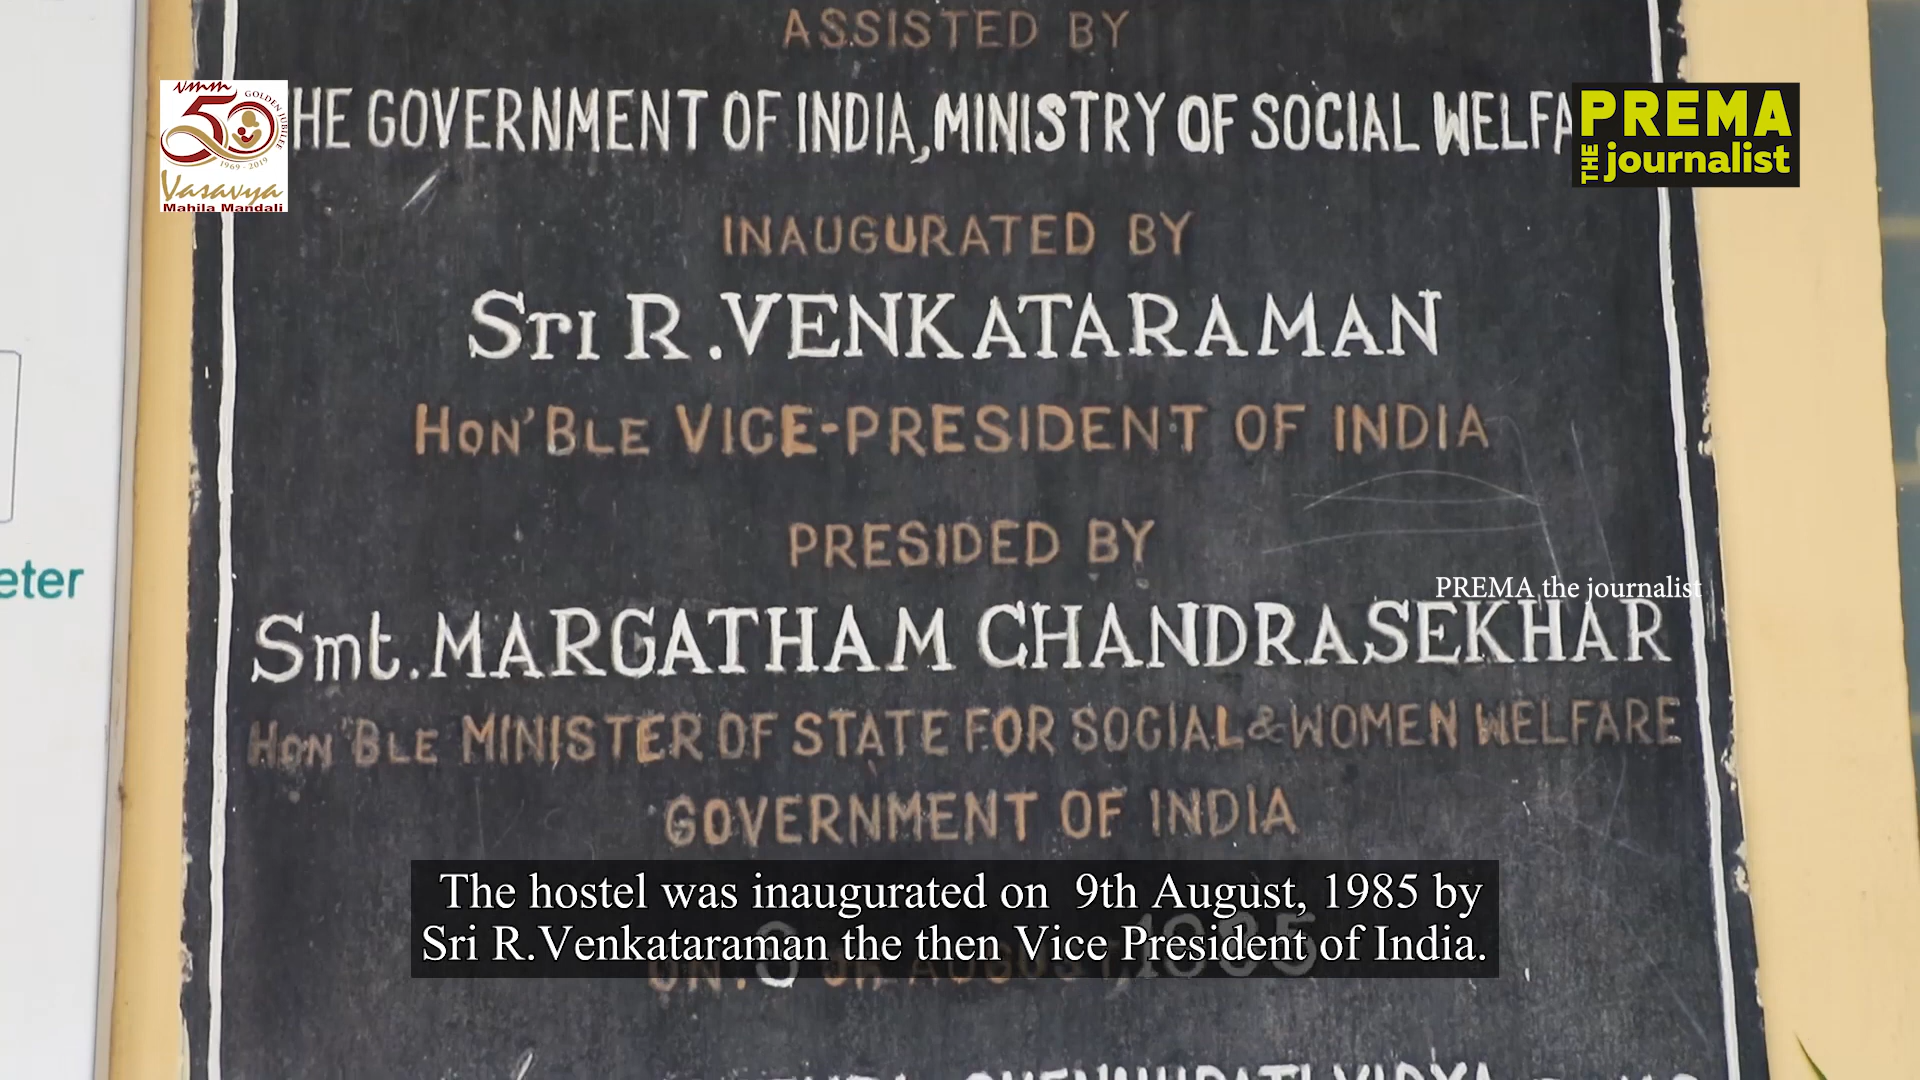 ASSISTED BY
HE GOVERNMENT OF INDIA, MINISTRY OF SOCIAL WELFA
vmm
50
GOLDEN JUBILEE
1969 - 2019
Vasavya
Mahila Mandali
PREMA
THE journalist
INAUGURATED BY
Sri R. VENKATARAMAN
HON'BLE VICE-PRESIDENT OF INDIA
PRESIDED BY
eter
PREMA the journalist
Smt. MARGATHAM CHANDRASEKHAR
HON'BLE MINISTER OF STATE FOR SOCIAL & WOMEN WELFARE
GOVERNMENT OF INDIA
The hostel was inaugurated on 9th August, 1985 by
Sri R.Venkataraman the then Vice President of India.